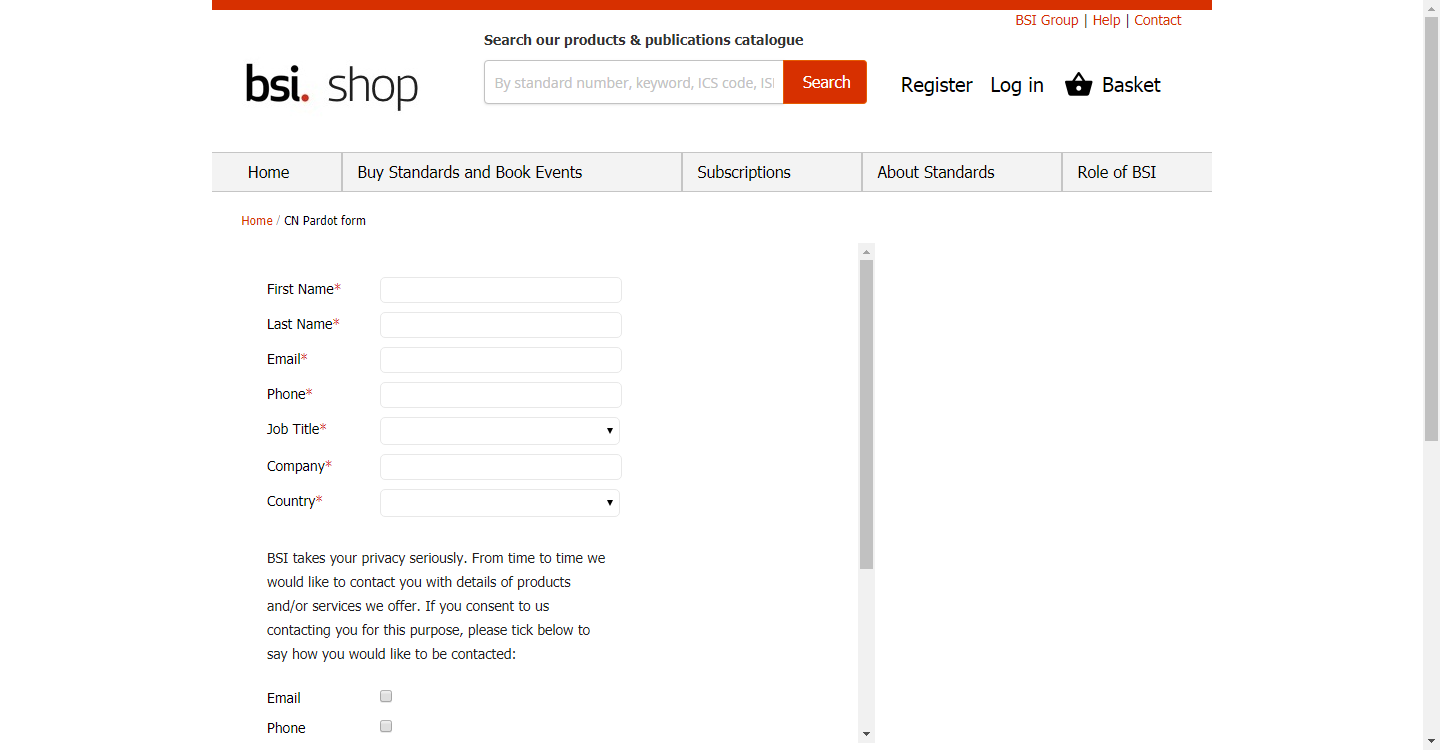 BSI Group | Help | Contact
Search our products & publications catalogue
bsi. shop
By standard number, keyword, ICS code, ISI
Search
Register
Log in
Basket
Home
Buy Standards and Book Events
Subscriptions
About Standards
Role of BSI
Home / CN Pardot form
First Name*
Last Name*
Email*
Phone*
Job Title*
Company*
Country*
BSI takes your privacy seriously. From time to time we
would like to contact you with details of products
and/or services we offer. If you consent to us
contacting you for this purpose, please tick below to
say how you would like to be contacted:
Email
Phone